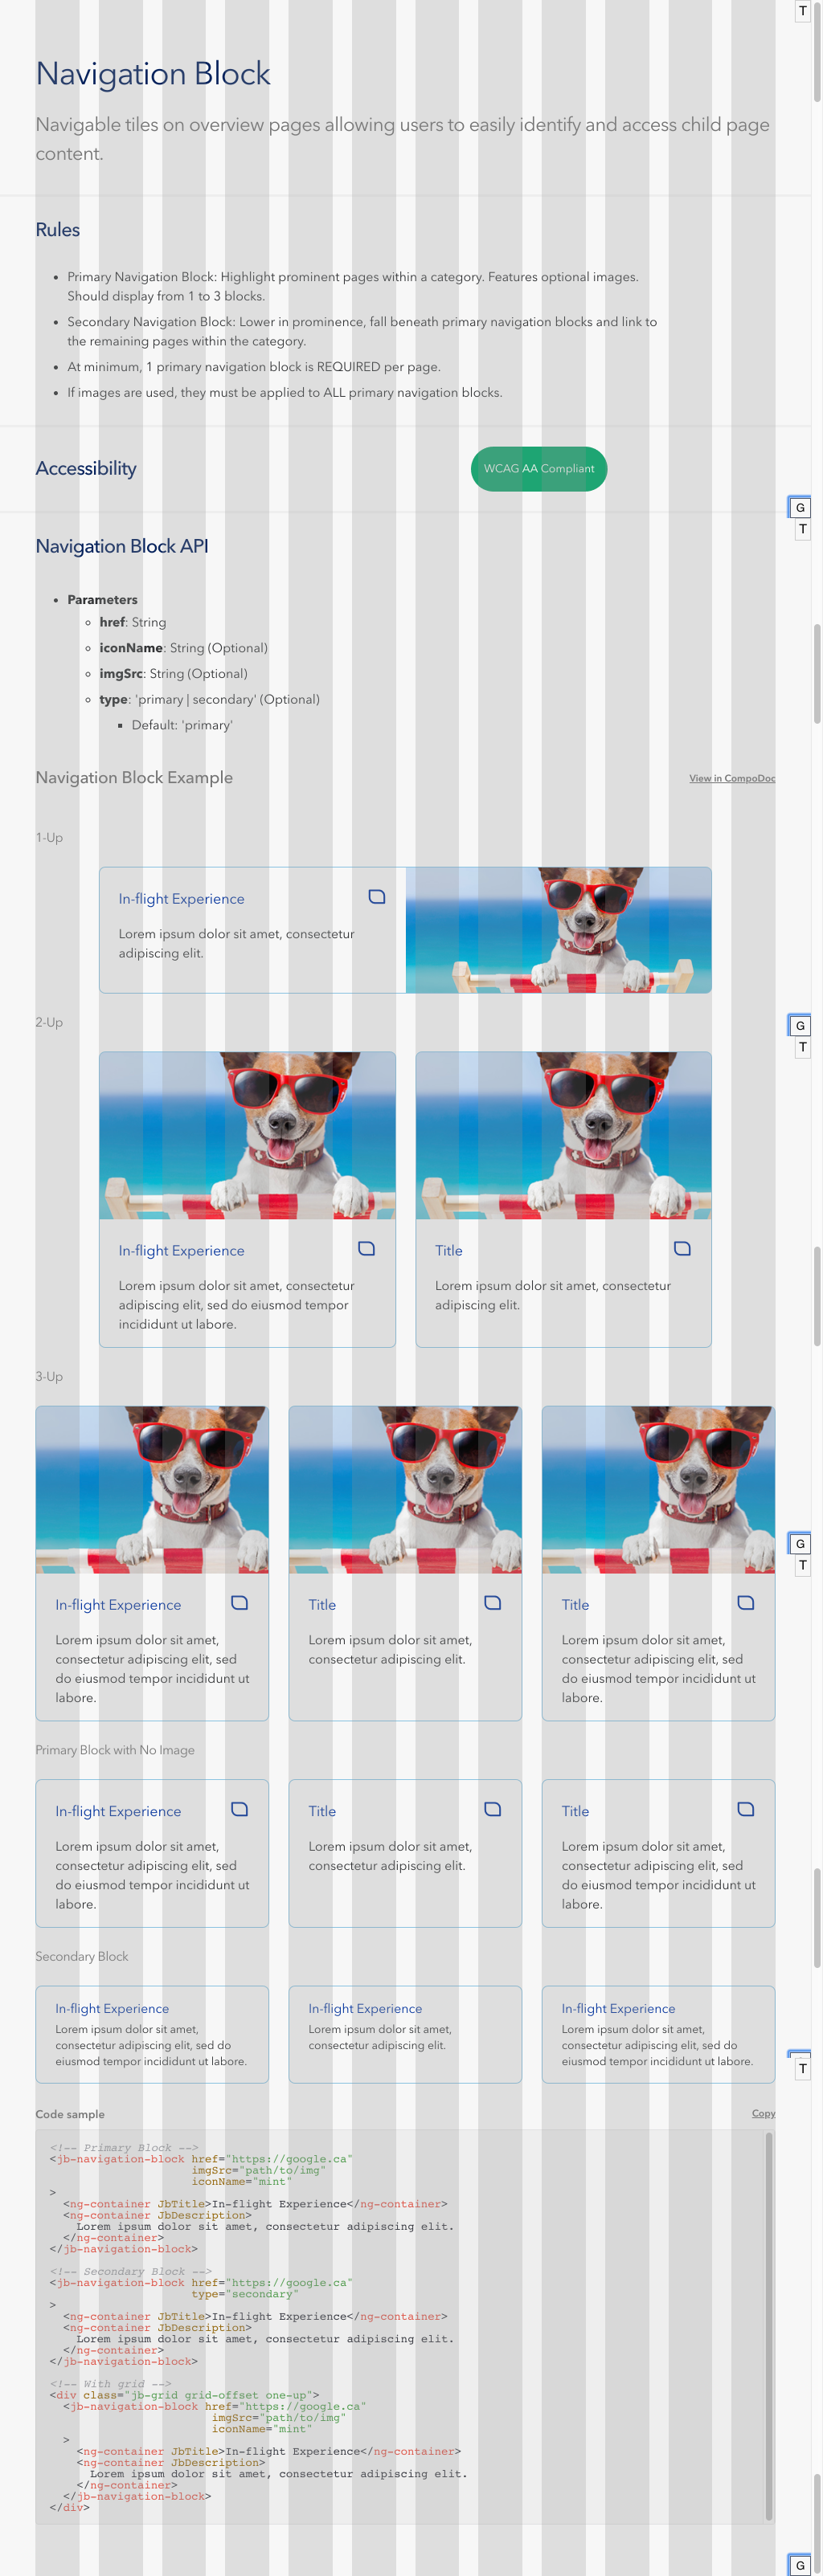 T
Navigation Block
Navigable tiles on overview pages allowing users to easily identify and access child page
content.
Rules
• Primary Navigation Block: Highlight prominent pages within a category. Features optional images.
Should display from 1 to 3 blocks.
• Secondary Navigation Block: Lower in prominence, fall beneath primary navigation blocks and link to
the remaining pages within the category.
• At minimum, 1 primary navigation block is REQUIRED per page.
• If images are used, they must be applied to ALL primary navigation blocks.
Accessibility
WCAG AA Compliant
G
T
Navigation Block API
• Parameters
◦ href: String
◦ iconName: String (Optional)
◦ imgSrc: String (Optional)
◦ type: 'primary | secondary' (Optional)
▪ Default: 'primary'
Navigation Block Example
View in CompoDoc
1-Up
In-flight Experience
Lorem ipsum dolor sit amet, consectetur
adipiscing elit.
2-Up
G
T
In-flight Experience
Lorem ipsum dolor sit amet, consectetur
adipiscing elit, sed do eiusmod tempor
incididunt ut labore.
Title
Lorem ipsum dolor sit amet, consectetur
adipiscing elit.
3-Up
G
T
In-flight Experience
Lorem ipsum dolor sit amet,
consectetur adipiscing elit, sed
do eiusmod tempor incididunt ut
labore.
Title
Lorem ipsum dolor sit amet,
consectetur adipiscing elit.
Title
Lorem ipsum dolor sit amet,
consectetur adipiscing elit, sed
do eiusmod tempor incididunt ut
labore.
Primary Block with No Image
In-flight Experience
Lorem ipsum dolor sit amet,
consectetur adipiscing elit, sed
do eiusmod tempor incididunt ut
labore.
Title
Lorem ipsum dolor sit amet,
consectetur adipiscing elit.
Title
Lorem ipsum dolor sit amet,
consectetur adipiscing elit, sed
do eiusmod tempor incididunt ut
labore.
Secondary Block
In-flight Experience
Lorem ipsum dolor sit amet,
consectetur adipiscing elit, sed do
eiusmod tempor incididunt ut labore.
In-flight Experience
Lorem ipsum dolor sit amet,
consectetur adipiscing elit.
In-flight Experience
Lorem ipsum dolor sit amet,
consectetur adipiscing elit, sed do
eiusmod tempor incididunt ut labore.
T
Code sample
Copy
<!-- Primary Block -->
<jb-navigation-block href="https://google.ca"
imgSrc="path/to/img"
iconName="mint"
>
<ng-container JbTitle>In-flight Experience</ng-container>
<ng-container JbDescription>
Lorem ipsum dolor sit amet, consectetur adipiscing elit.
</ng-container>
</jb-navigation-block>
<!-- Secondary Block -->
<jb-navigation-block href="https://google.ca"
type="secondary"
>
<ng-container JbTitle>In-flight Experience</ng-container>
<ng-container JbDescription>
Lorem ipsum dolor sit amet, consectetur adipiscing elit.
</ng-container>
</jb-navigation-block>
<!-- With grid -->
<div class="jb-grid grid-offset one-up">
<jb-navigation-block href="https://google.ca"
imgSrc="path/to/img"
iconName="mint"
>
<ng-container JbTitle>In-flight Experience</ng-container>
<ng-container JbDescription>
Lorem ipsum dolor sit amet, consectetur adipiscing elit.
</ng-container>
</jb-navigation-block>
</div>
G